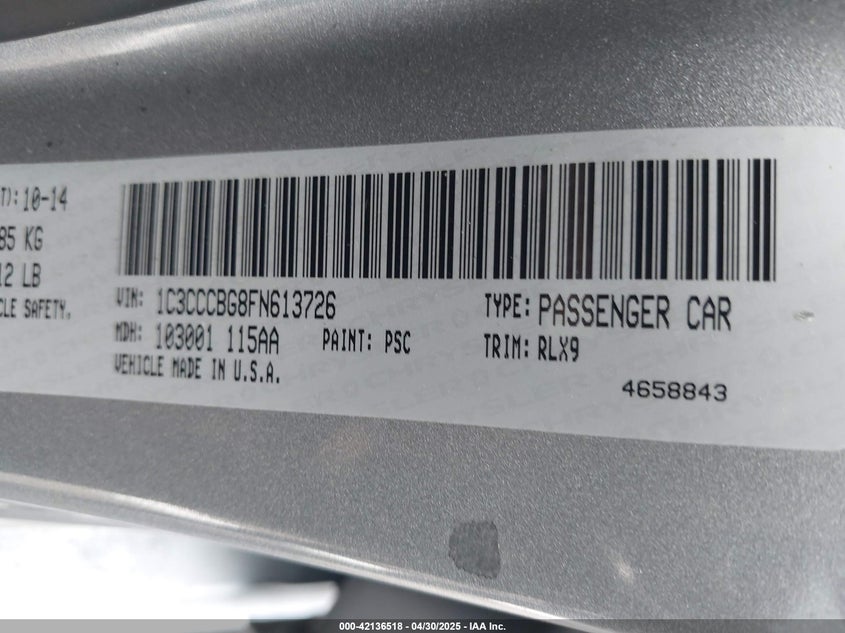 T): 10-14
85 KG
12 LB
CLE SAFETY.
VIN: 1C3CCCBG8FN613726
TYPE: PASSENGER CAR
MDH: 103001 115AA
PAINT: PSC
TRIM: RLX9
VEHICLE MADE IN U.S.A.
4658843
000-42136518 - 04/30/2025 - IAA Inc.